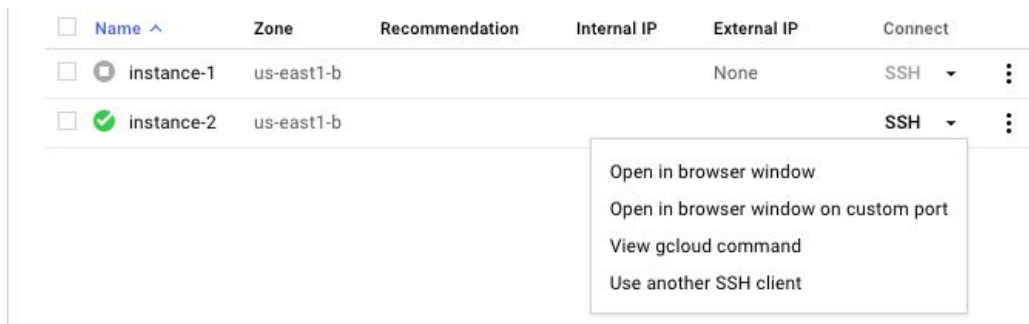 Name Zone Recommendation Internal IP External IP Connect
instance-1 us-east1-b None SSH
instance-2 us-east1-b SSH
Open in browser window
Open in browser window on custom port
View gcloud command
Use another SSH client